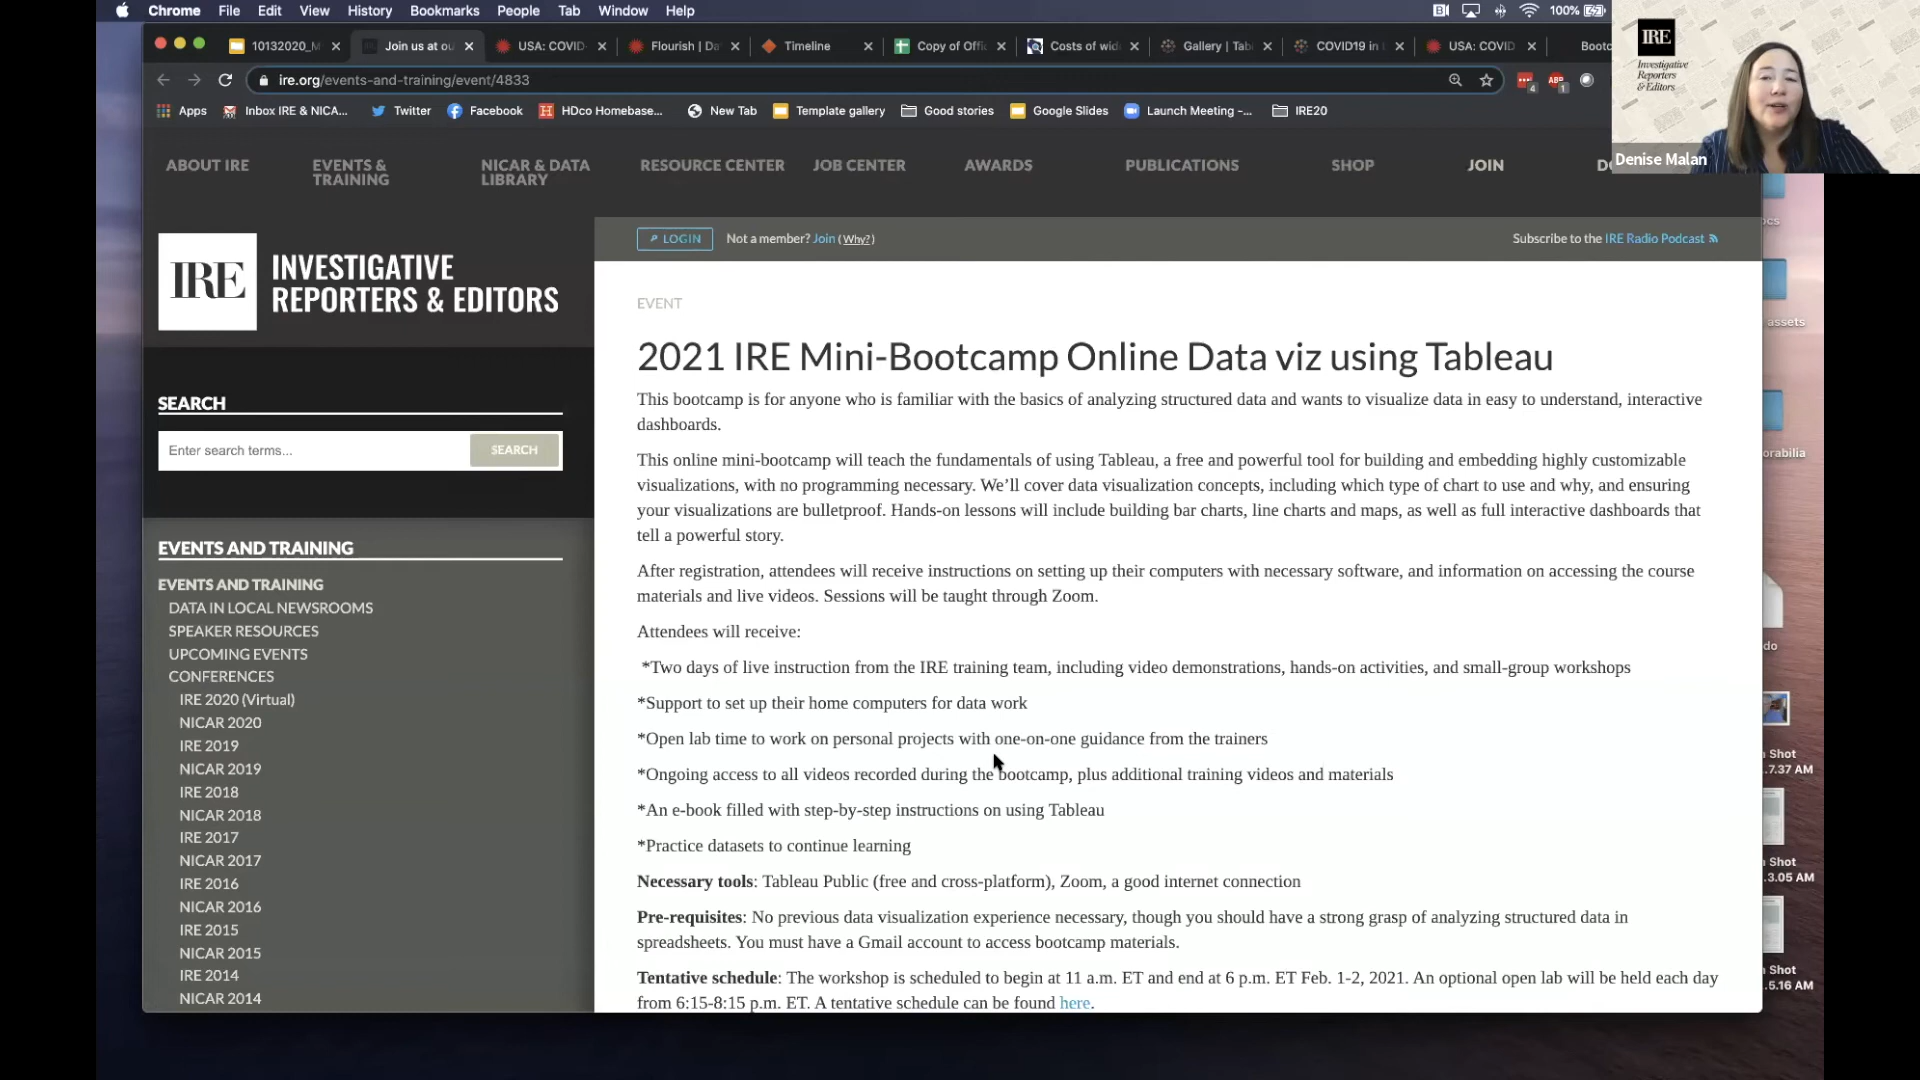 Chrome File Edit View History Bookmarks People Tab Window Help 100%
10132020_M Join us at ou USA: COVID- Flourish | Da Timeline Copy of Offi Costs of wid Gallery | Tab COVID19 in USA: COVID Bootc
ire.org/events-and-training/event/4833
Apps Inbox IRE & NICA... Twitter Facebook HDco Homebase... New Tab Template gallery Good stories Google Slides Launch Meeting -... IRE20
IRE
Investigative
Reporters
& Editors
Denise Malan
ABOUT IRE
EVENTS &
TRAINING
NICAR & DATA
LIBRARY
RESOURCE CENTER
JOB CENTER
AWARDS
PUBLICATIONS
SHOP
JOIN
IRE
INVESTIGATIVE
REPORTERS & EDITORS
LOGIN Not a member? Join (Why?) Subscribe to the IRE Radio Podcast
SEARCH
Enter search terms... SEARCH
EVENTS AND TRAINING
EVENTS AND TRAINING
DATA IN LOCAL NEWSROOMS
SPEAKER RESOURCES
UPCOMING EVENTS
CONFERENCES
IRE 2020 (Virtual)
NICAR 2020
IRE 2019
NICAR 2019
IRE 2018
NICAR 2018
IRE 2017
NICAR 2017
IRE 2016
NICAR 2016
IRE 2015
NICAR 2015
IRE 2014
NICAR 2014
EVENT
2021 IRE Mini-Bootcamp Online Data viz using Tableau
This bootcamp is for anyone who is familiar with the basics of analyzing structured data and wants to visualize data in easy to understand, interactive
dashboards.
This online mini-bootcamp will teach the fundamentals of using Tableau, a free and powerful tool for building and embedding highly customizable
visualizations, with no programming necessary. We’ll cover data visualization concepts, including which type of chart to use and why, and ensuring
your visualizations are bulletproof. Hands-on lessons will include building bar charts, line charts and maps, as well as full interactive dashboards that
tell a powerful story.
After registration, attendees will receive instructions on setting up their computers with necessary software, and information on accessing the course
materials and live videos. Sessions will be taught through Zoom.
Attendees will receive:
*Two days of live instruction from the IRE training team, including video demonstrations, hands-on activities, and small-group workshops
*Support to set up their home computers for data work
*Open lab time to work on personal projects with one-on-one guidance from the trainers
*Ongoing access to all videos recorded during the bootcamp, plus additional training videos and materials
*An e-book filled with step-by-step instructions on using Tableau
*Practice datasets to continue learning
Necessary tools: Tableau Public (free and cross-platform), Zoom, a good internet connection
Pre-requisites: No previous data visualization experience necessary, though you should have a strong grasp of analyzing structured data in
spreadsheets. You must have a Gmail account to access bootcamp materials.
Tentative schedule: The workshop is scheduled to begin at 11 a.m. ET and end at 6 p.m. ET Feb. 1-2, 2021. An optional open lab will be held each day
from 6:15-8:15 p.m. ET. A tentative schedule can be found here.
assets
orabilia
do
Shot
.7.37 AM
Shot
.3.05 AM
Shot
.5.16 AM